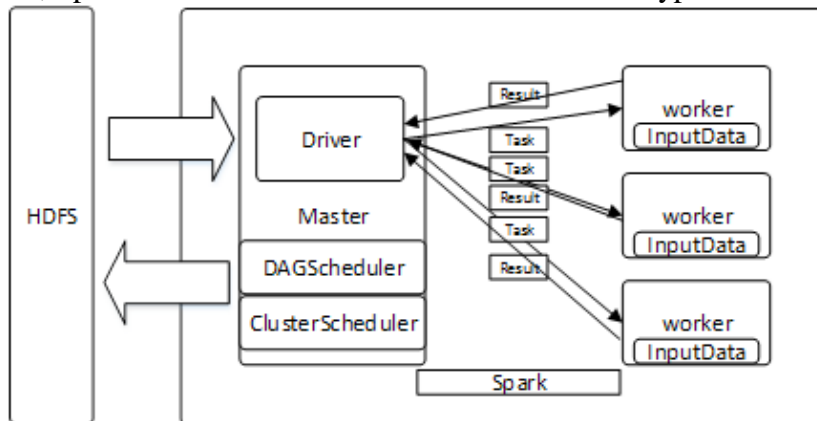 HDFS
Driver
Master
DAGScheduler
ClusterScheduler
Result
Task
Task
Result
Task
Result
worker
InputData
worker
InputData
worker
InputData
Spark